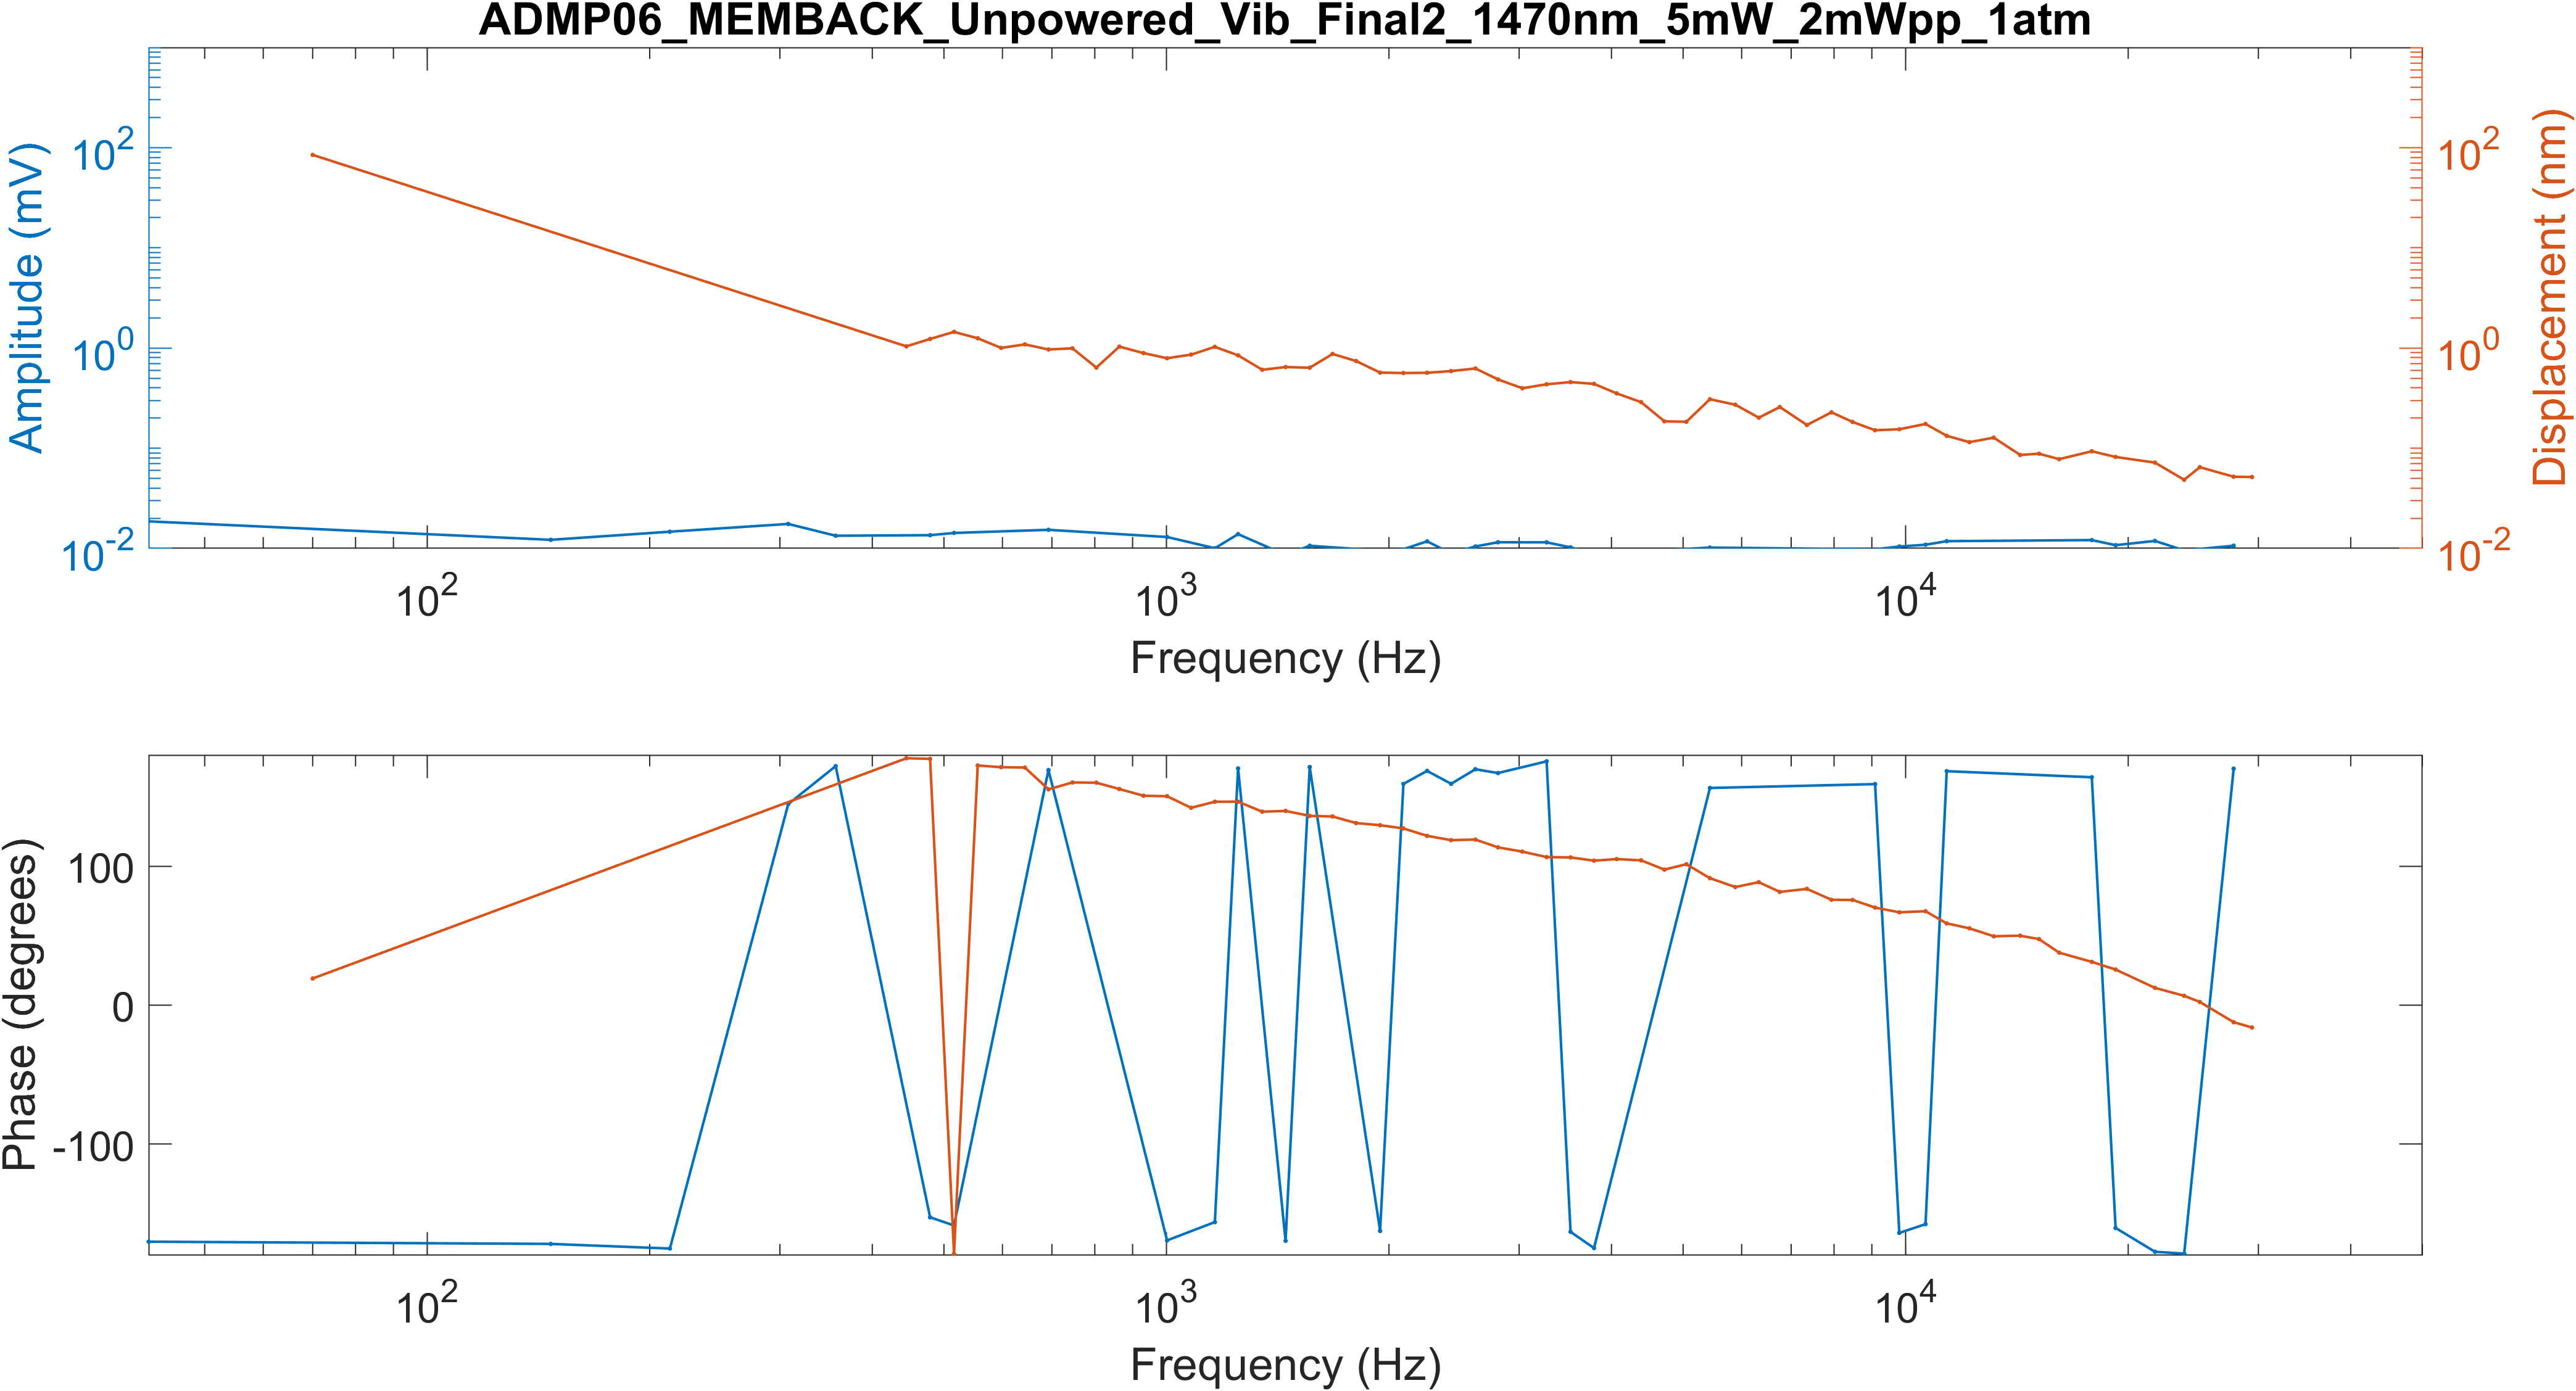 ADMP06_MEMBACK_Unpowered_Vib_Final2_1470nm_5mW_2mWpp_1atm
Amplitude (mV)
10^2
10^0
10^-2
Displacement (nm)
10^2
10^0
10^-2
10^2 10^3 10^4
Frequency (Hz)
Phase (degrees)
100
0
-100
10^2 10^3 10^4
Frequency (Hz)